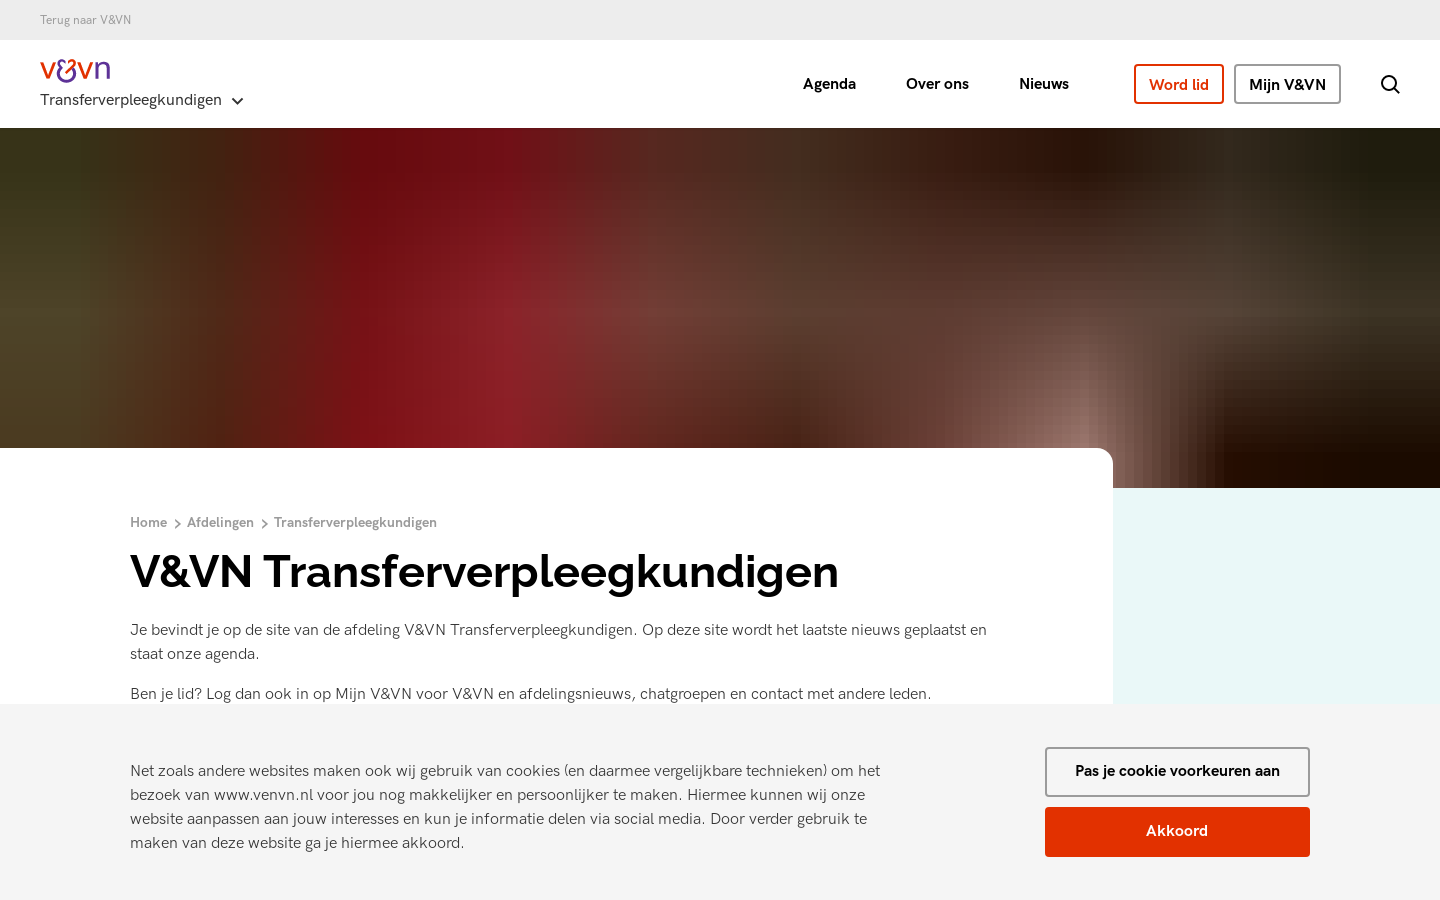 Terug naar V&VN
v&vn
Transferverpleegkundigen
Agenda
Over ons
Nieuws
Word lid
Mijn V&VN
Home
Afdelingen
Transferverpleegkundigen
V&VN Transferverpleegkundigen
Je bevindt je op de site van de afdeling V&VN Transferverpleegkundigen. Op deze site wordt het laatste nieuws geplaatst en
staat onze agenda.
Ben je lid? Log dan ook in op Mijn V&VN voor V&VN en afdelingsnieuws, chatgroepen en contact met andere leden.
Net zoals andere websites maken ook wij gebruik van cookies (en daarmee vergelijkbare technieken) om het
bezoek van www.venvn.nl voor jou nog makkelijker en persoonlijker te maken. Hiermee kunnen wij onze
website aanpassen aan jouw interesses en kun je informatie delen via social media. Door verder gebruik te
maken van deze website ga je hiermee akkoord.
Pas je cookie voorkeuren aan
Akkoord